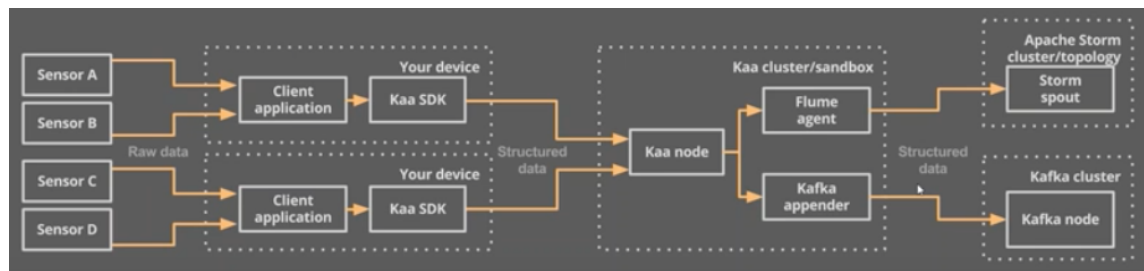 Sensor A
Sensor B
Raw data
Sensor C
Sensor D
Your device
Client
application
Kaa SDK
Your device
Client
application
Kaa SDK
Structured
data
Kaa cluster/sandbox
Kaa node
Flume
agent
Kafka
appender
Structured
data
Apache Storm
cluster/topology
Storm
spout
Kafka cluster
Kafka node